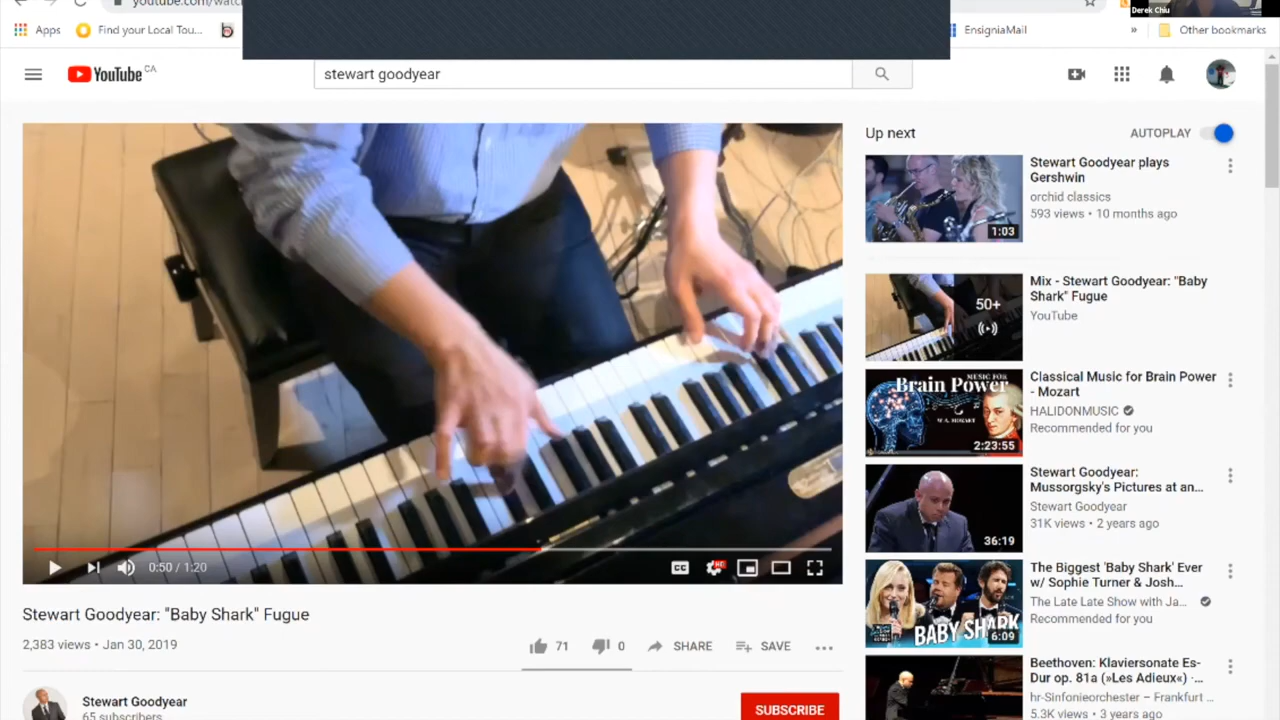 youtube.com/watc
Derek Chiu
Apps
Find your Local Tou...
EnsigniaMail
»
Other bookmarks
YouTube CA
stewart goodyear
Up next
AUTOPLAY
Stewart Goodyear plays
Gershwin
orchid classics
593 views • 10 months ago
1:03
Mix - Stewart Goodyear: "Baby
Shark" Fugue
YouTube
50+
Classical Music for Brain Power
- Mozart
HALIDONMUSIC
Recommended for you
MUSIC FOR
Brain Power
W. A. MOZART
2:23:55
Stewart Goodyear:
Mussorgsky's Pictures at an...
Stewart Goodyear
31K views • 2 years ago
36:19
The Biggest 'Baby Shark' Ever
w/ Sophie Turner & Josh...
The Late Late Show with Ja...
Recommended for you
BABY SHARK
6:09
Beethoven: Klaviersonate Es-
Dur op. 81a (»Les Adieux«) -...
hr-Sinfonieorchester – Frankfurt ...
5.3K views • 3 years ago
0:50 / 1:20
CC
HD
Stewart Goodyear: "Baby Shark" Fugue
2,383 views • Jan 30, 2019
71
0
SHARE
SAVE
Stewart Goodyear
65 subscribers
SUBSCRIBE